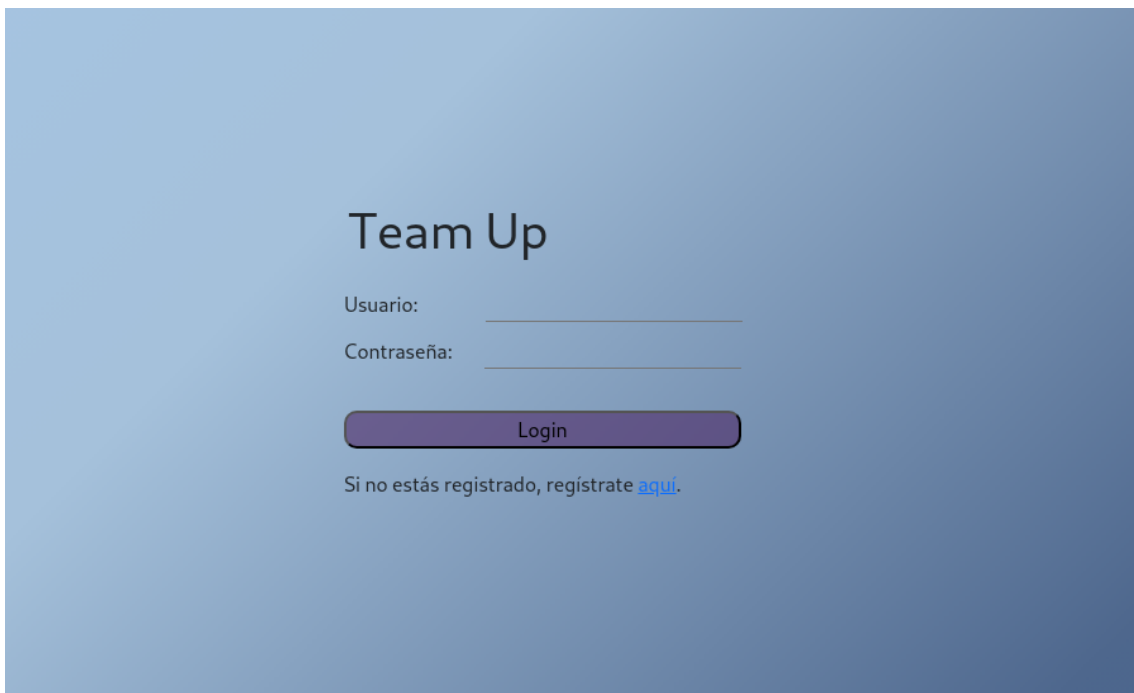 Team Up
Usuario:
Contraseña:
Login
Si no estás registrado, regístrate aquí.